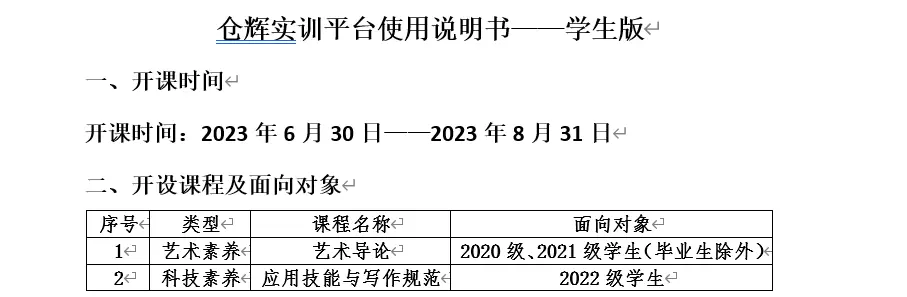 仓辉实训平台使用说明书——学生版
一、开课时间
开课时间：2023 年 6 月 30 日——2023 年 8 月 31 日
二、开设课程及面向对象
序号 类型 课程名称 面向对象
1 艺术素养 艺术导论 2020 级、2021 级学生（毕业生除外）
2 科技素养 应用技能与写作规范 2022 级学生